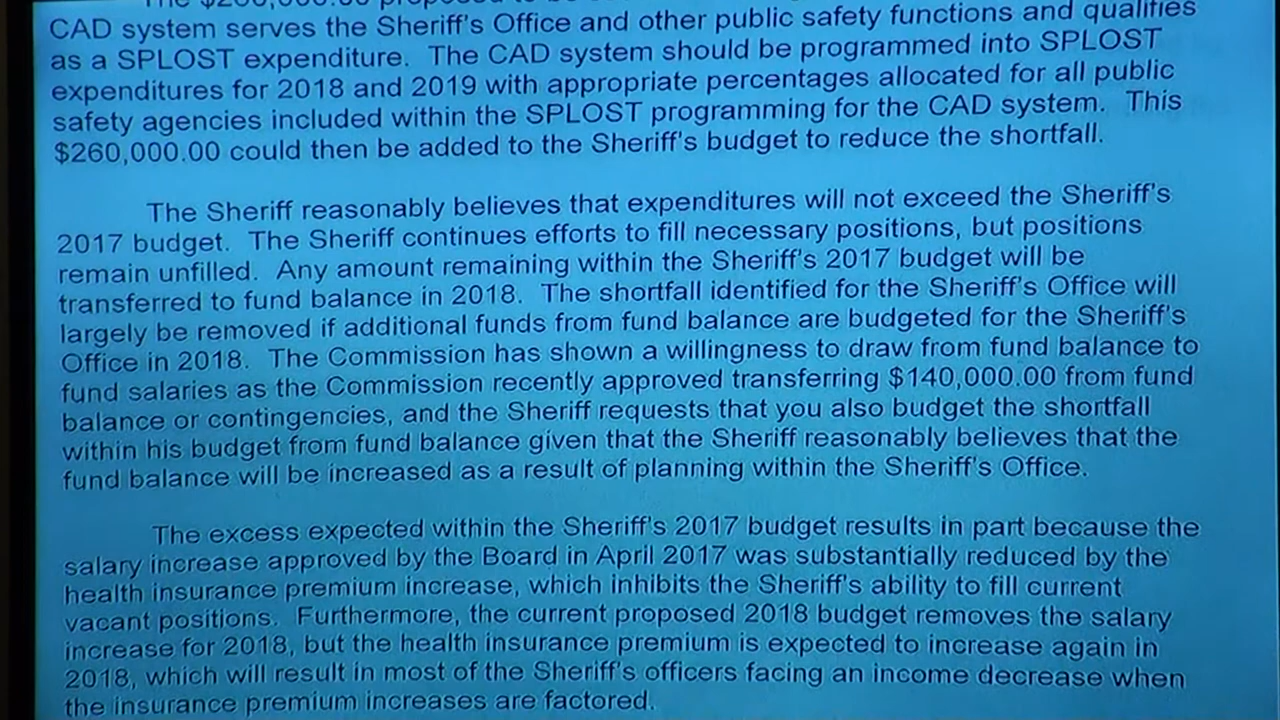 CAD system serves the Sheriff's Office and other public safety functions and qualifies
as a SPLOST expenditure. The CAD system should be programmed into SPLOST
expenditures for 2018 and 2019 with appropriate percentages allocated for all public
safety agencies included within the SPLOST programming for the CAD system. This
$260,000.00 could then be added to the Sheriff's budget to reduce the shortfall.
The Sheriff reasonably believes that expenditures will not exceed the Sheriff's
2017 budget. The Sheriff continues efforts to fill necessary positions, but positions
remain unfilled. Any amount remaining within the Sheriff's 2017 budget will be
transferred to fund balance in 2018. The shortfall identified for the Sheriff's Office will
largely be removed if additional funds from fund balance are budgeted for the Sheriff's
Office in 2018. The Commission has shown a willingness to draw from fund balance to
fund salaries as the Commission recently approved transferring $140,000.00 from fund
balance or contingencies, and the Sheriff requests that you also budget the shortfall
within his budget from fund balance given that the Sheriff reasonably believes that the
fund balance will be increased as a result of planning within the Sheriff's Office.
The excess expected within the Sheriff's 2017 budget results in part because the
salary increase approved by the Board in April 2017 was substantially reduced by the
health insurance premium increase, which inhibits the Sheriff's ability to fill current
vacant positions. Furthermore, the current proposed 2018 budget removes the salary
increase for 2018, but the health insurance premium is expected to increase again in
2018, which will result in most of the Sheriff's officers facing an income decrease when
the insurance premium increases are factored.